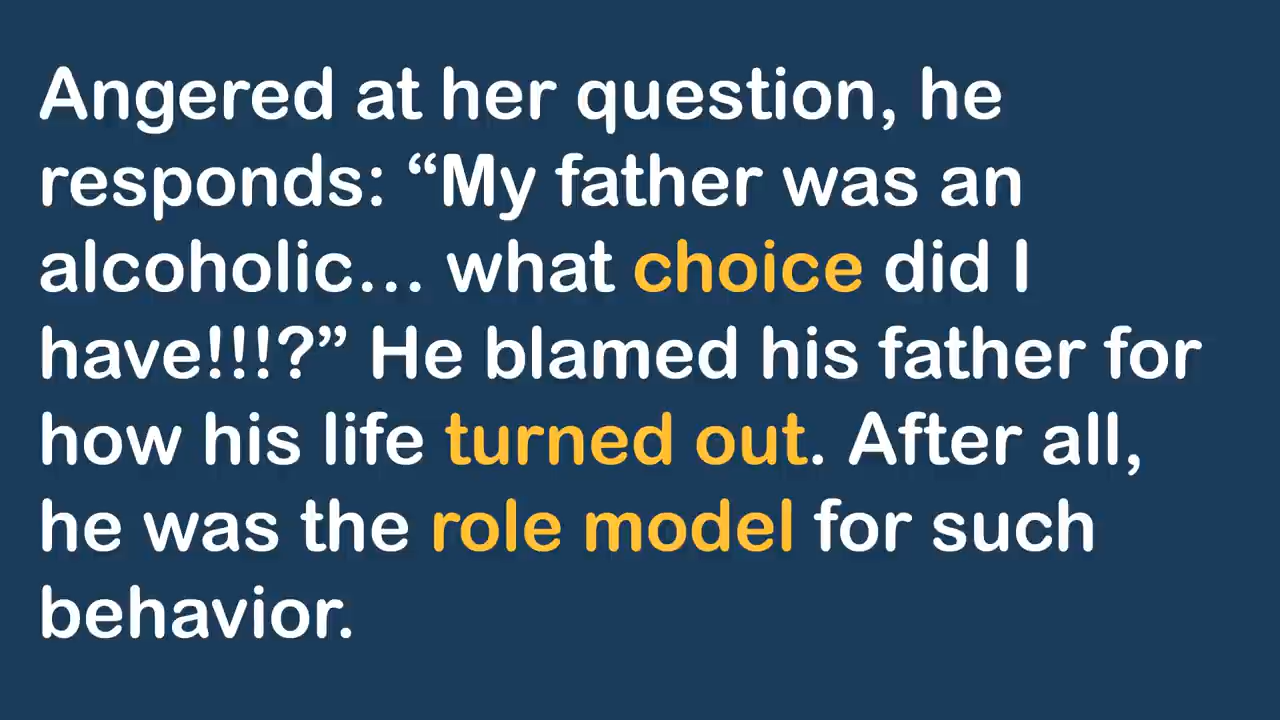 Angered at her question, he
responds: “My father was an
alcoholic… what choice did I
have!!!?” He blamed his father for
how his life turned out. After all,
he was the role model for such
behavior.